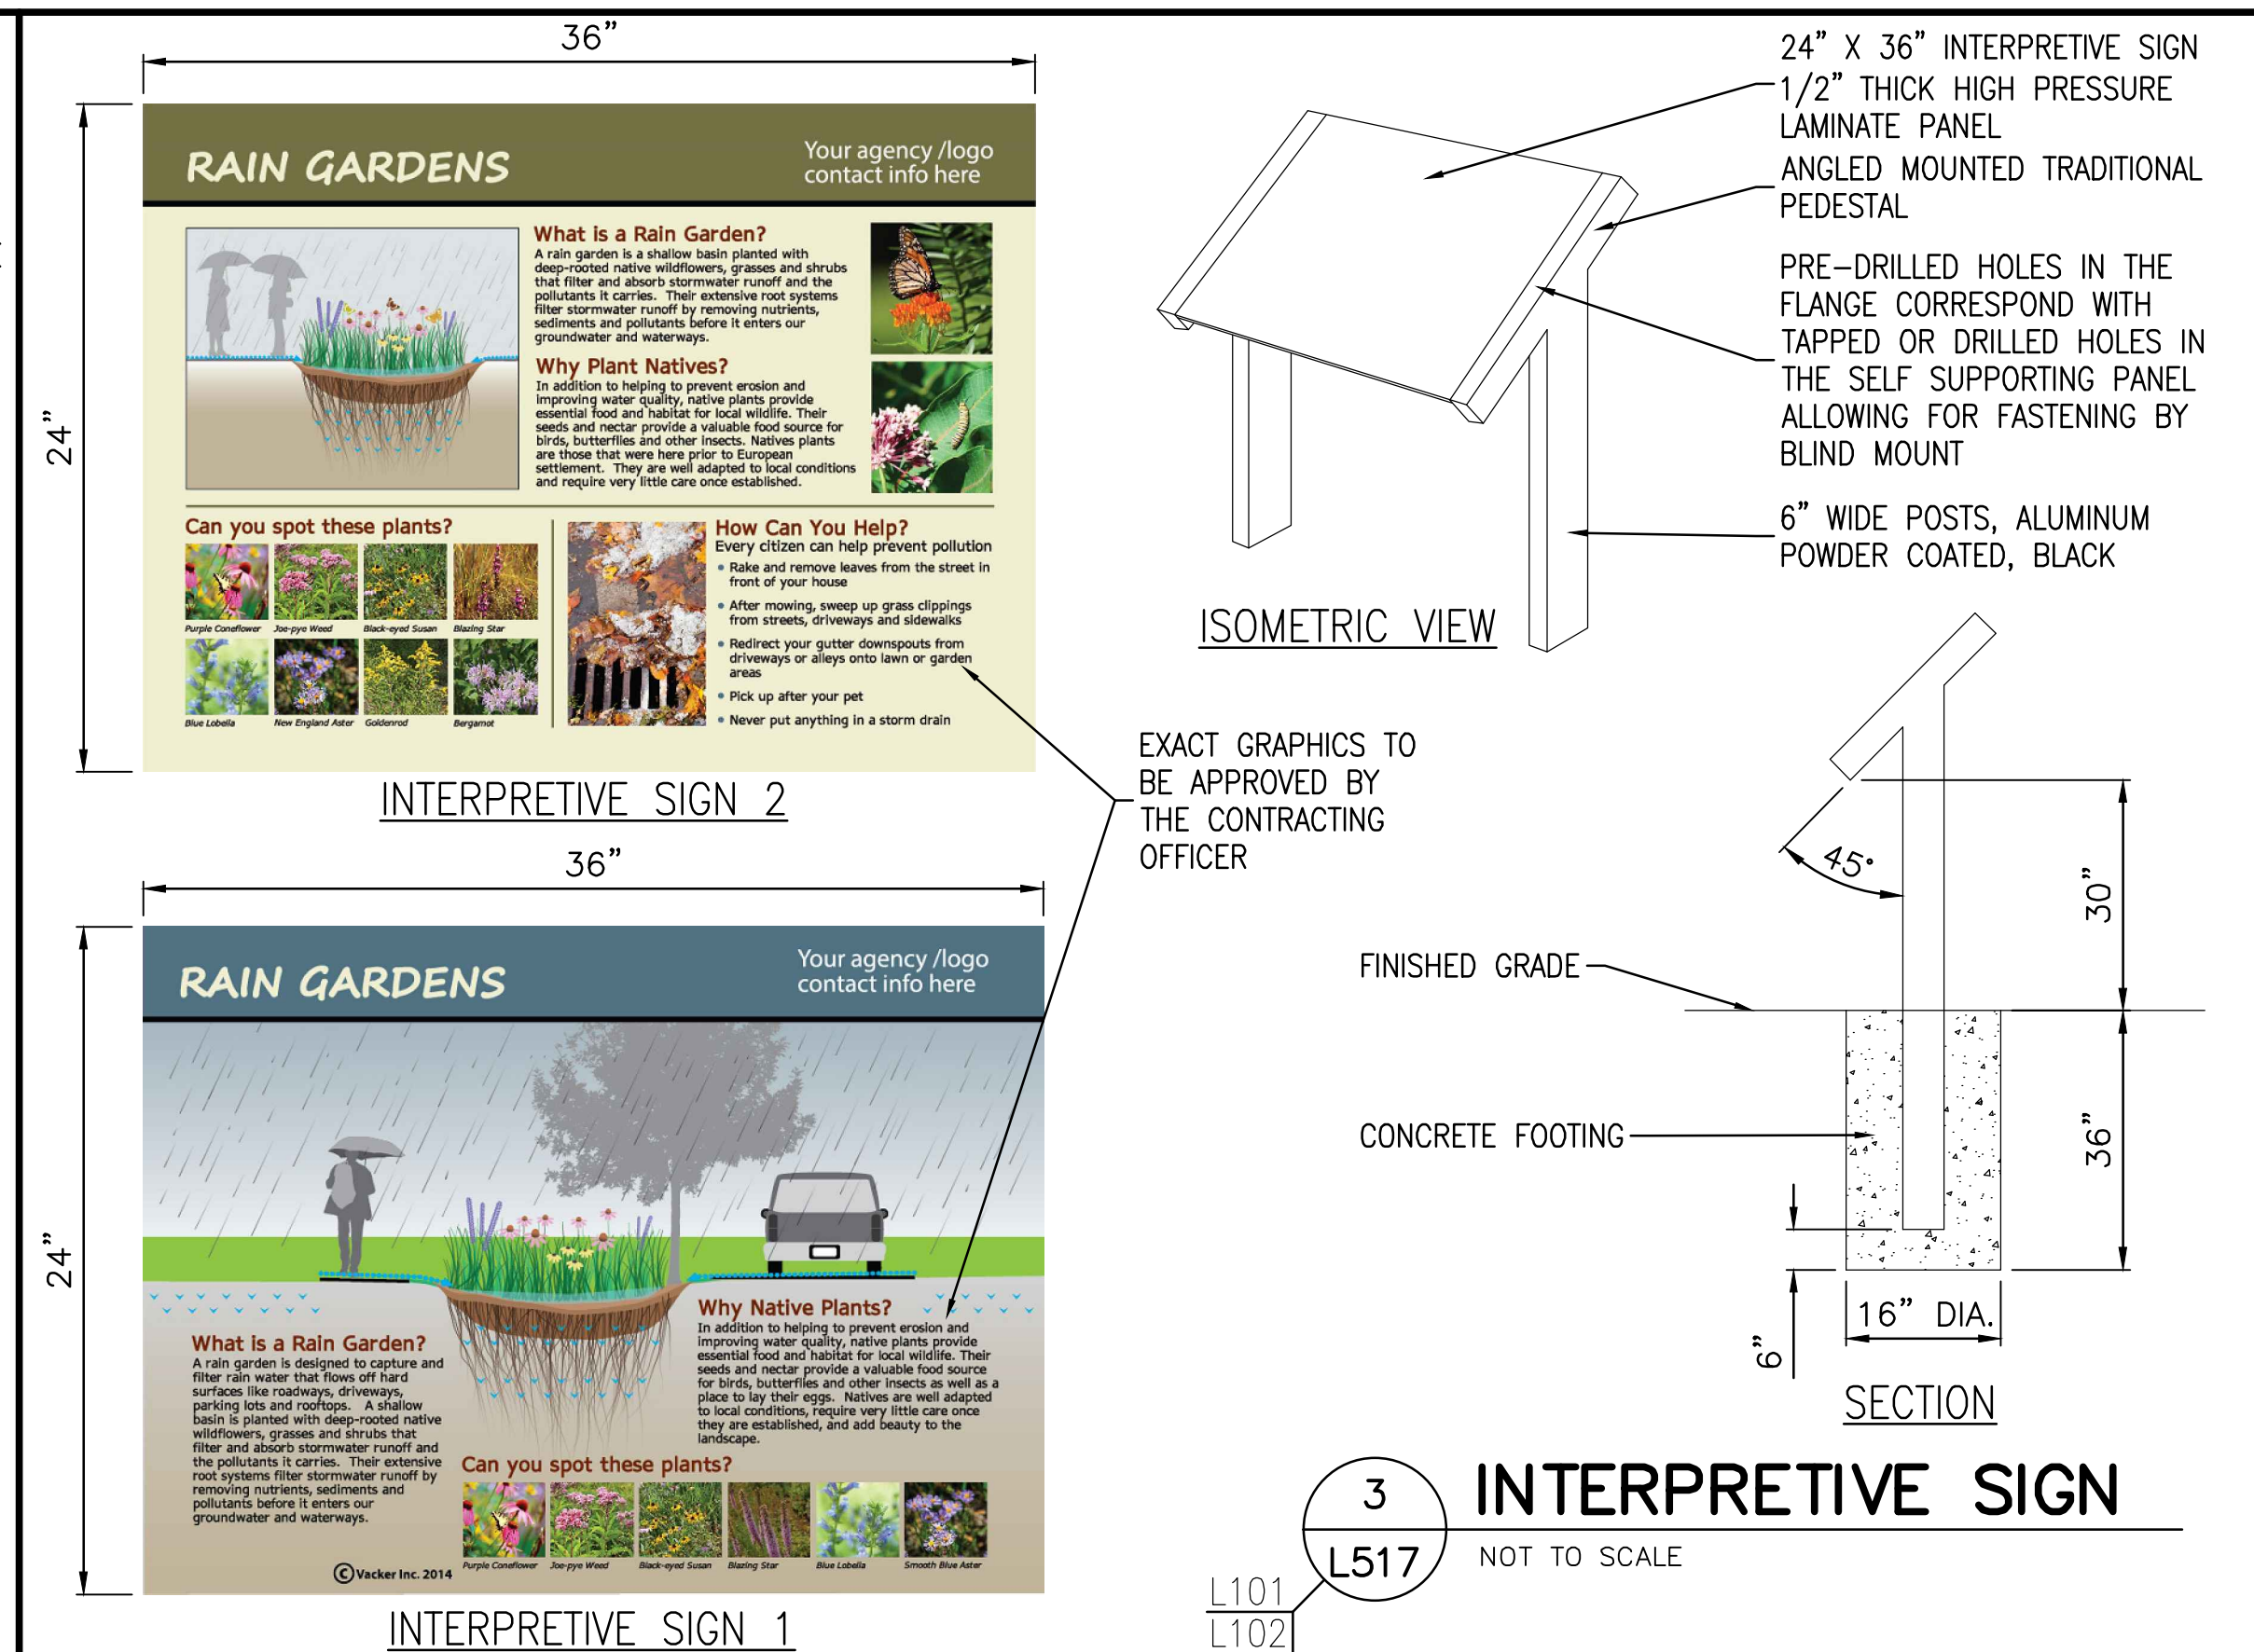 36"
24"
RAIN GARDENS
Your agency /logo
contact info here
What is a Rain Garden?
A rain garden is a shallow basin planted with
deep-rooted native wildflowers, grasses and shrubs
that filter and absorb stormwater runoff and the
pollutants it carries. Their extensive root systems
filter stormwater runoff by removing nutrients,
sediments and pollutants before it enters our
groundwater and waterways.
Why Plant Natives?
In addition to helping to prevent erosion and
improving water quality, native plants provide
essential food and habitat for local wildlife. Their
seeds and nectar provide a valuable food source for
birds, butterflies and other insects. Natives plants
are those that were here prior to European
settlement. They are well adapted to local conditions
and require very little care once established.
Can you spot these plants?
Purple Coneflower Joe-pye Weed Black-eyed Susan Blazing Star
Blue Lobelia New England Aster Goldenrod Bergamot
How Can You Help?
Every citizen can help prevent pollution
• Rake and remove leaves from the street in
front of your house
• After mowing, sweep up grass clippings
from streets, driveways and sidewalks
• Redirect your gutter downspouts from
driveways or alleys onto lawn or garden
areas
• Pick up after your pet
• Never put anything in a storm drain
INTERPRETIVE SIGN 2
EXACT GRAPHICS TO
BE APPROVED BY
THE CONTRACTING
OFFICER
36"
24"
RAIN GARDENS
Your agency /logo
contact info here
What is a Rain Garden?
A rain garden is designed to capture and
filter rain water that flows off hard
surfaces like roadways, driveways,
parking lots and rooftops. A shallow
basin is planted with deep-rooted native
wildflowers, grasses and shrubs that
filter and absorb stormwater runoff and
the pollutants it carries. Their extensive
root systems filter stormwater runoff by
removing nutrients, sediments and
pollutants before it enters our
groundwater and waterways.
Why Native Plants?
In addition to helping to prevent erosion and
improving water quality, native plants provide
essential food and habitat for local wildlife. Their
seeds and nectar provide a valuable food source
for birds, butterflies and other insects as well as a
place to lay their eggs. Natives are well adapted
to local conditions, require very little care once
they are established, and add beauty to the
landscape.
Can you spot these plants?
Purple Coneflower Joe-pye Weed Black-eyed Susan Blazing Star Blue Lobelia Smooth Blue Aster
© Vacker Inc. 2014
INTERPRETIVE SIGN 1
24" X 36" INTERPRETIVE SIGN
1/2" THICK HIGH PRESSURE
LAMINATE PANEL
ANGLED MOUNTED TRADITIONAL
PEDESTAL
PRE-DRILLED HOLES IN THE
FLANGE CORRESPOND WITH
TAPPED OR DRILLED HOLES IN
THE SELF SUPPORTING PANEL
ALLOWING FOR FASTENING BY
BLIND MOUNT
6" WIDE POSTS, ALUMINUM
POWDER COATED, BLACK
ISOMETRIC VIEW
45°
30"
FINISHED GRADE
CONCRETE FOOTING
36"
16" DIA.
6"
SECTION
3
L517
INTERPRETIVE SIGN
NOT TO SCALE
L101
L102